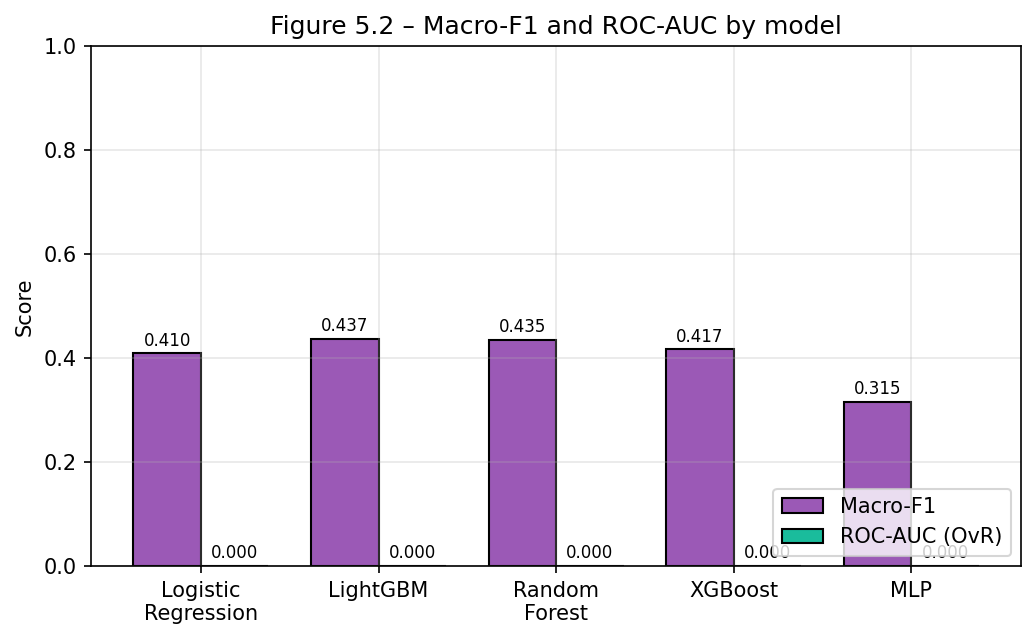 Figure 5.2 – Macro-F1 and ROC-AUC by model
1.0
0.8
0.6
0.4
0.2
0.0
Score
0.410
0.437
0.435
0.417
0.315
0.000
0.000
0.000
0.000
0.000
Macro-F1
ROC-AUC (OvR)
Logistic
Regression
LightGBM
Random
Forest
XGBoost
MLP